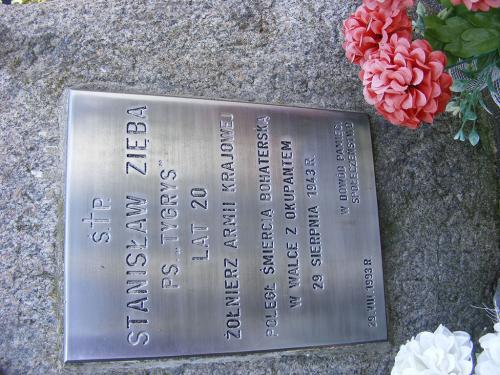 Ś.†P.
STANISŁAW ZIĘBA
PS. „TYGRYS"
LAT 20
ŻOŁNIERZ ARMII KRAJOWEJ
POLEGŁ ŚMIERCIĄ BOHATERSKĄ
W WALCE Z OKUPANTEM
29 SIERPNIA 1943 R.
W DOWÓD PAMIĘCI
SPOŁECZEŃSTWO
29 VIII 1993 R.